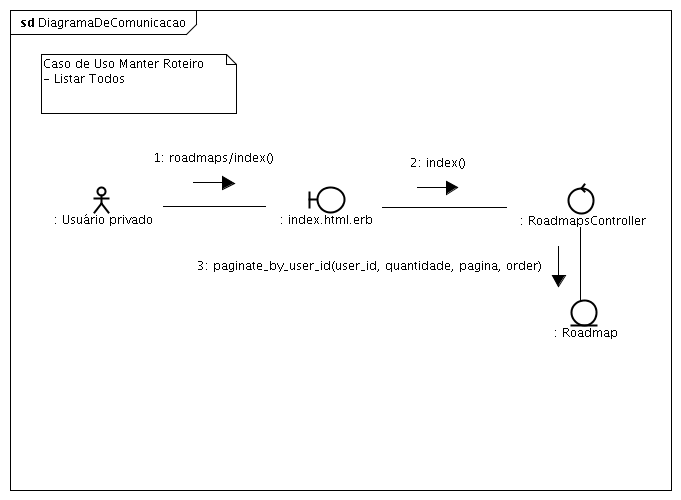 sd DiagramaDeComunicacao
Caso de Uso Manter Roteiro
- Listar Todos
1: roadmaps/index()
2: index()
: Usuário privado
: index.html.erb
: RoadmapsController
3: paginate_by_user_id(user_id, quantidade, pagina, order)
: Roadmap